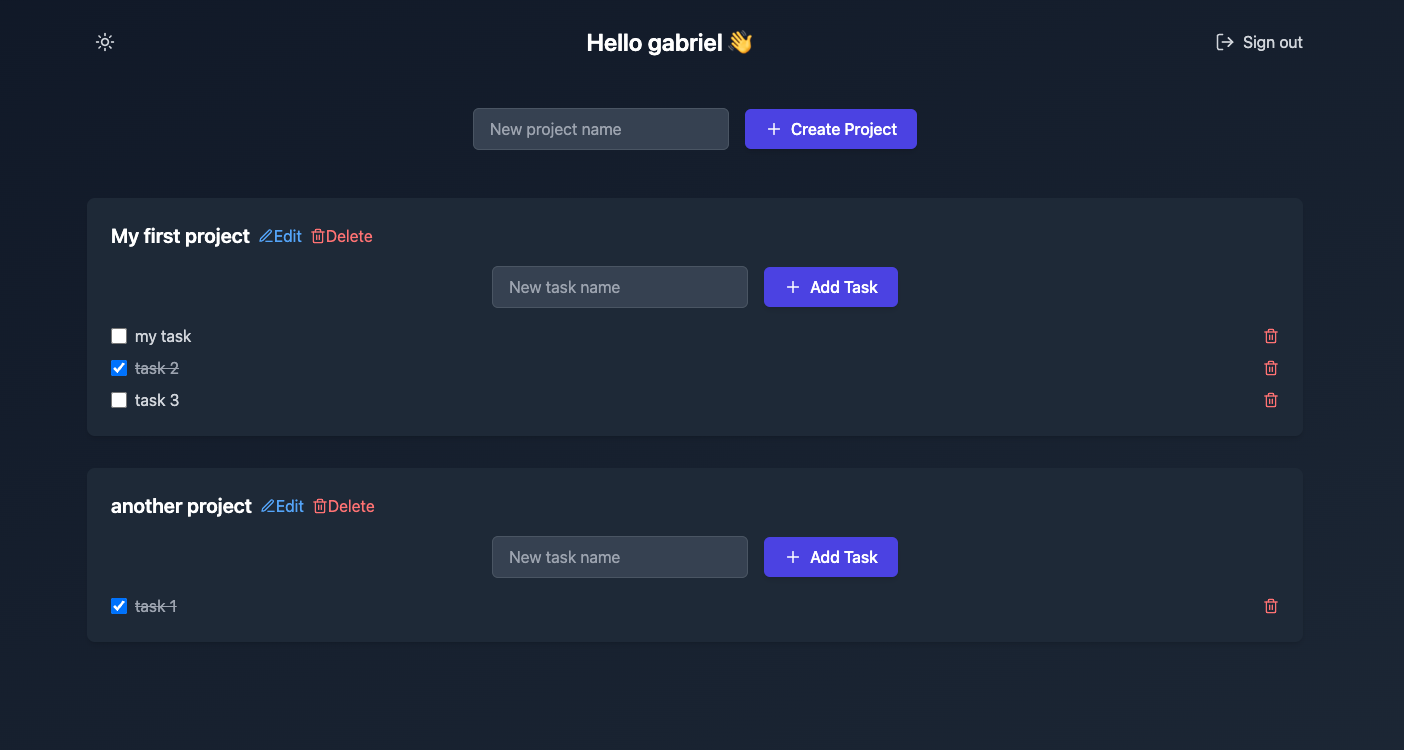 Hello gabriel 👋
Sign out
New project name
Create Project
My first project Edit Delete
New task name
Add Task
my task
task 2
task 3
another project Edit Delete
New task name
Add Task
task 1